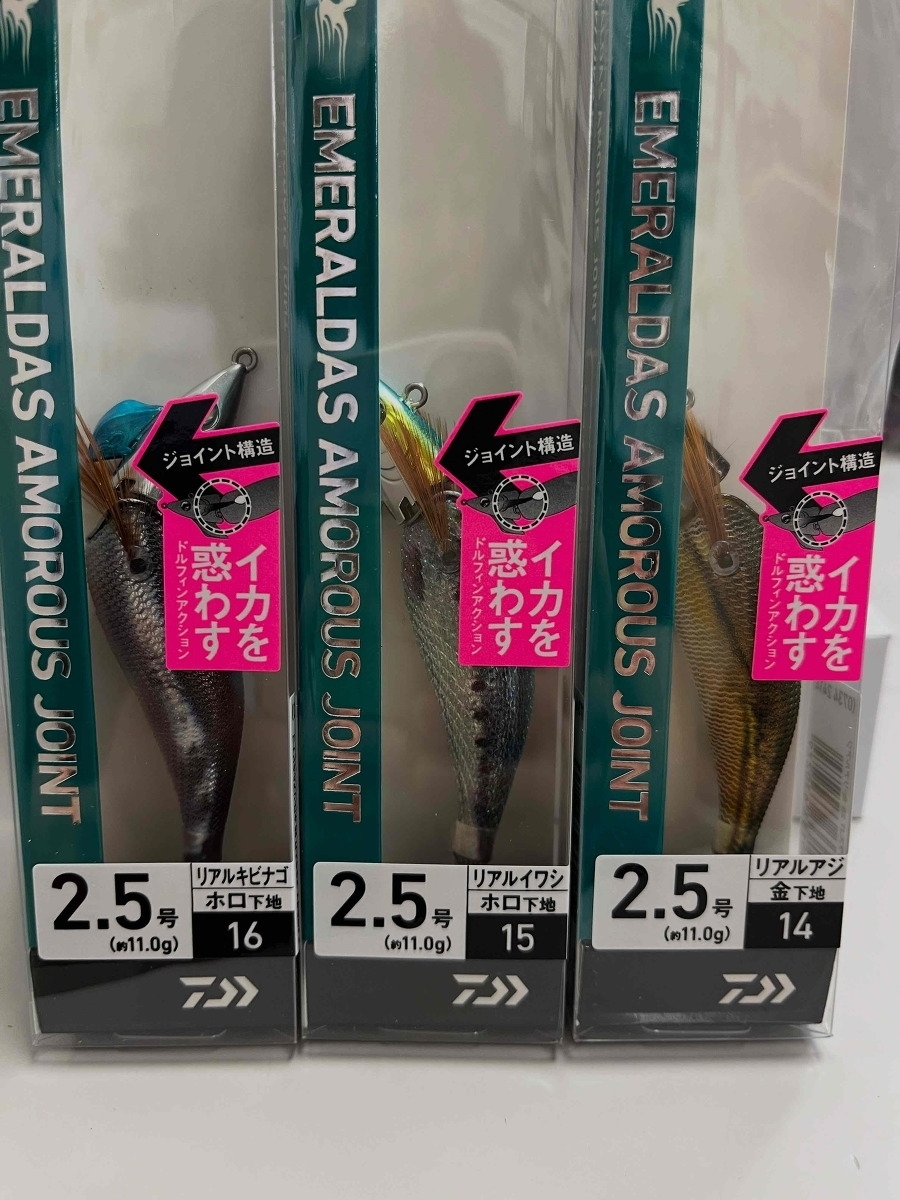 EMERALDAS AMOROUS JOINT
ジョイント構造
イカを
惑わす
ドルフィンアクション
2.5号
(約11.0g)
リアルキビナゴ
ホロ下地
16
EMERALDAS AMOROUS JOINT
ジョイント構造
イカを
惑わす
ドルフィンアクション
2.5号
(約11.0g)
リアルイワシ
ホロ下地
15
EMERALDAS AMOROUS JOINT
ジョイント構造
イカを
惑わす
ドルフィンアクション
2.5号
(約11.0g)
リアルアジ
金下地
14